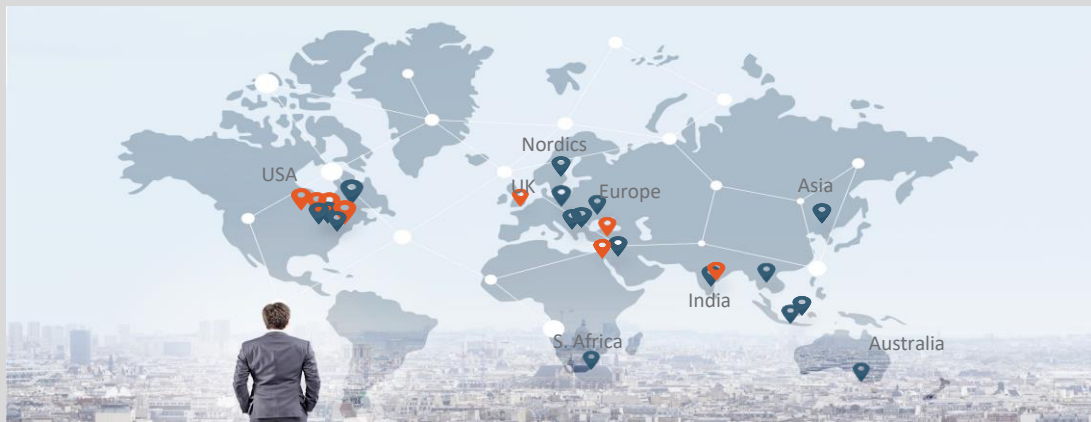 Nordics
USA
UK
Europe
Asia
India
S. Africa
Australia